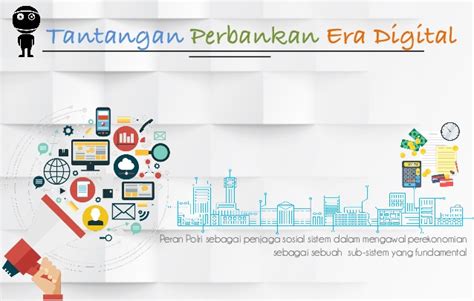 Tantangan Perbankan Era Digital
Peran Polri sebagai penjaga sosial sistem dalam mengawal perekonomian
sebagai sebuah sub-sistem yang fundamental